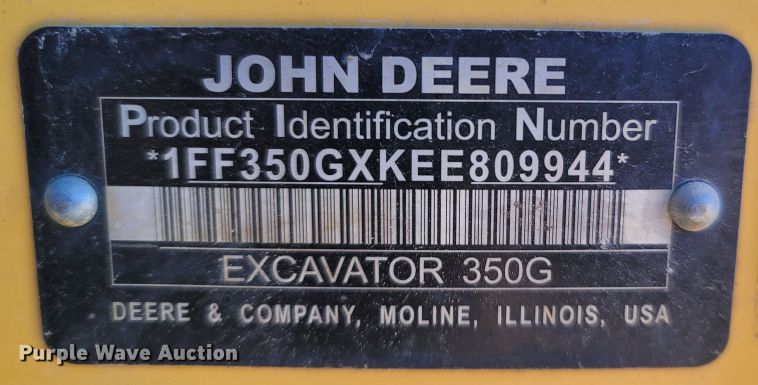 JOHN DEERE
Product Identification Number
*1FF350GXKEE809944*
EXCAVATOR 350G
DEERE & COMPANY, MOLINE, ILLINOIS, USA
Purple Wave Auction